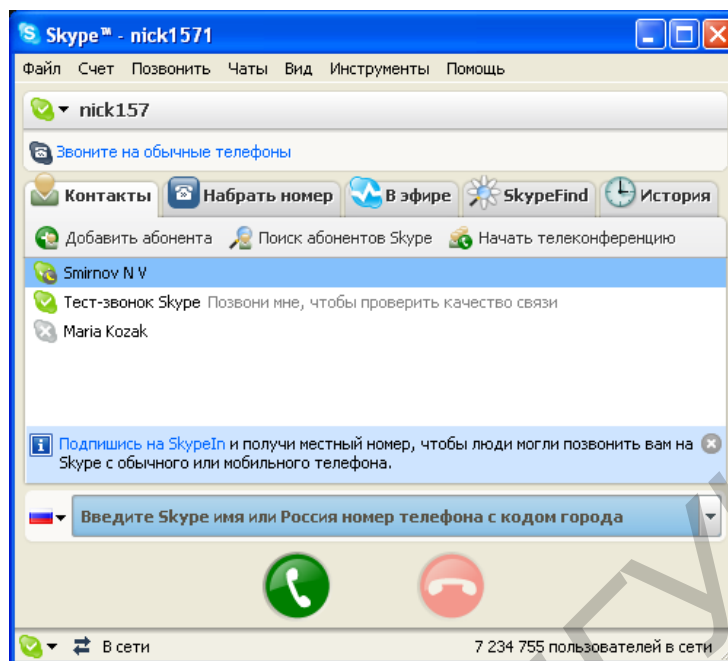 Skype™ - nick1571
Файл Счет Позвонить Чаты Вид Инструменты Помощь
nick157
Звоните на обычные телефоны
Контакты Набрать номер В эфире SkypeFind История
Добавить абонента Поиск абонентов Skype Начать телеконференцию
Smirnov N V
Тест-звонок Skype Позвони мне, чтобы проверить качество связи
Maria Kozak
Подпишись на SkypeIn и получи местный номер, чтобы люди могли позвонить вам на
Skype с обычного или мобильного телефона.
Введите Skype имя или Россия номер телефона с кодом города
В сети 7 234 755 пользователей в сети